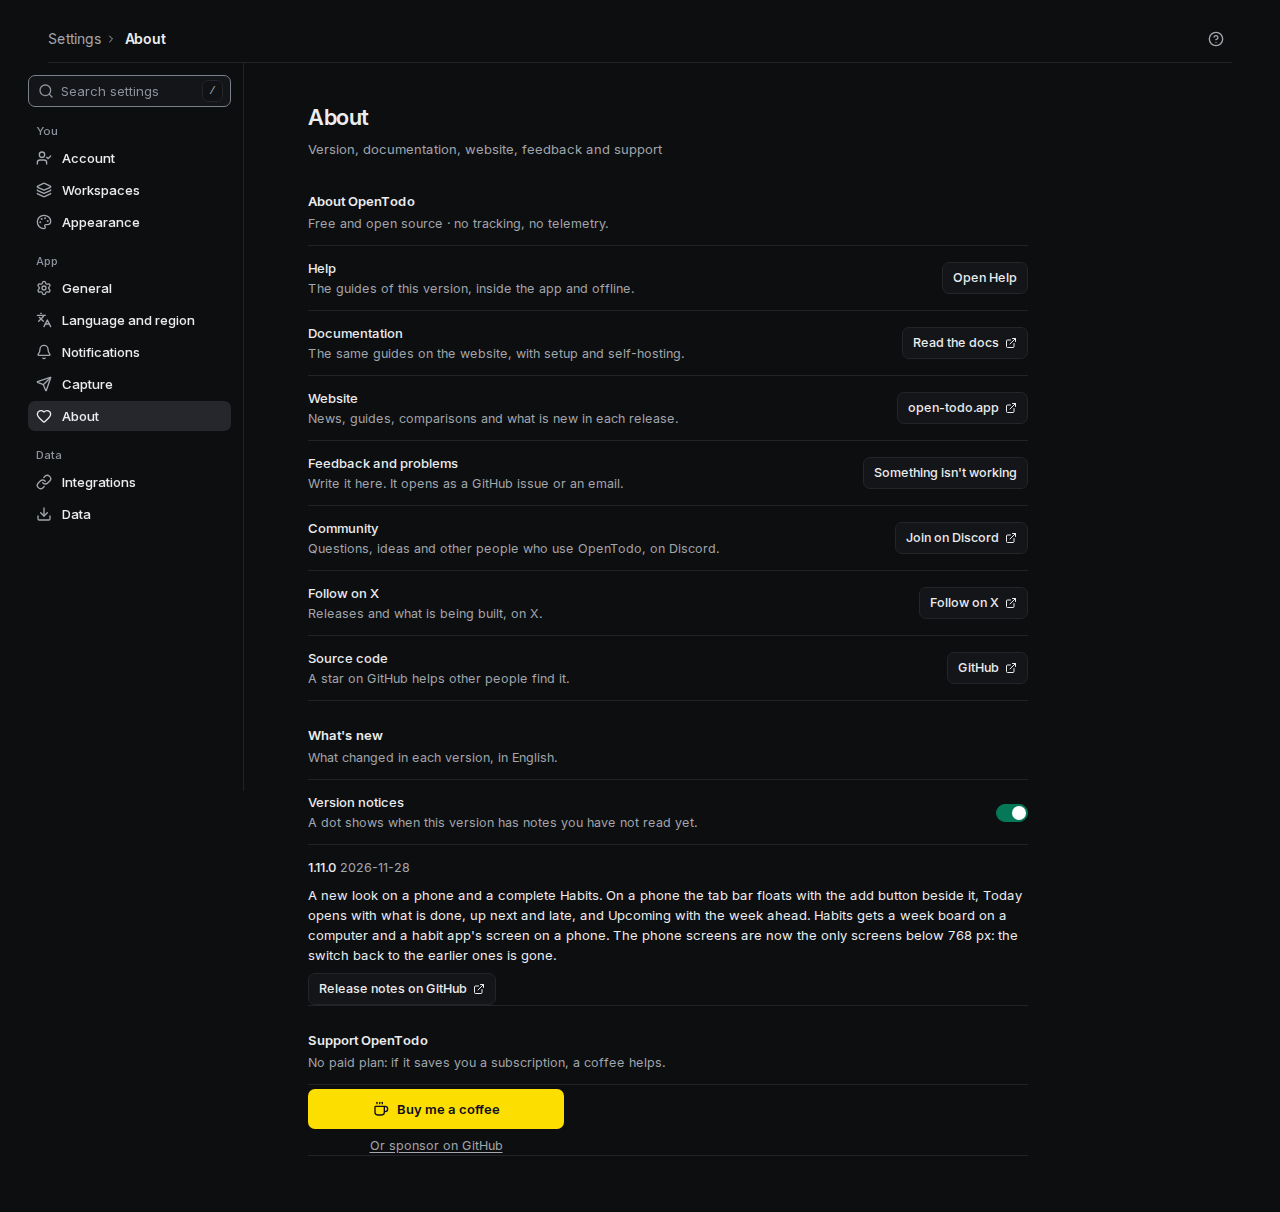 Settings > About
Search settings /
You
Account
Workspaces
Appearance
App
General
Language and region
Notifications
Capture
About
Data
Integrations
Data
About
Version, documentation, website, feedback and support
About OpenTodo
Free and open source · no tracking, no telemetry.
Help
The guides of this version, inside the app and offline.
Open Help
Documentation
The same guides on the website, with setup and self-hosting.
Read the docs
Website
News, guides, comparisons and what is new in each release.
open-todo.app
Feedback and problems
Write it here. It opens as a GitHub issue or an email.
Something isn't working
Community
Questions, ideas and other people who use OpenTodo, on Discord.
Join on Discord
Follow on X
Releases and what is being built, on X.
Follow on X
Source code
A star on GitHub helps other people find it.
GitHub
What's new
What changed in each version, in English.
Version notices
A dot shows when this version has notes you have not read yet.
1.11.0 2026-11-28
A new look on a phone and a complete Habits. On a phone the tab bar floats with the add button beside it, Today
opens with what is done, up next and late, and Upcoming with the week ahead. Habits gets a week board on a
computer and a habit app's screen on a phone. The phone screens are now the only screens below 768 px: the
switch back to the earlier ones is gone.
Release notes on GitHub
Support OpenTodo
No paid plan: if it saves you a subscription, a coffee helps.
Buy me a coffee
Or sponsor on GitHub